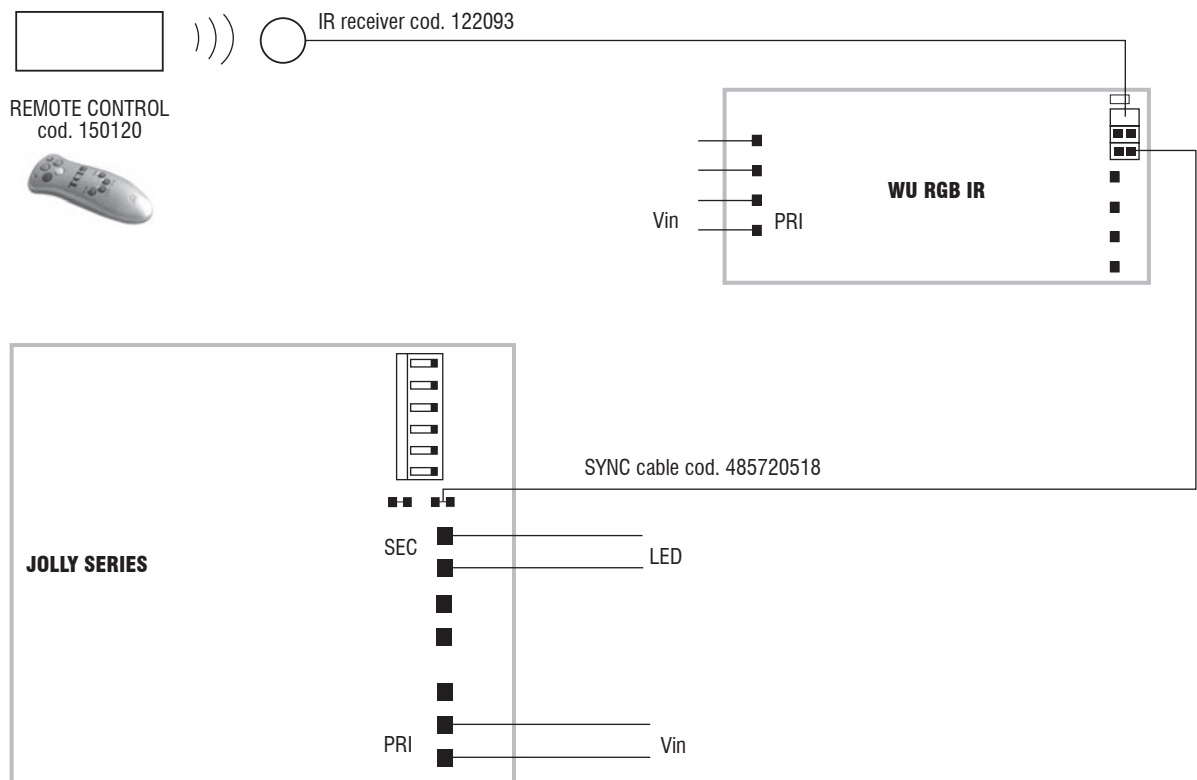 IR receiver cod. 122093
REMOTE CONTROL
cod. 150120
TCI
WU RGB IR
Vin
PRI
SYNC cable cod. 485720518
SEC
LED
JOLLY SERIES
PRI
Vin